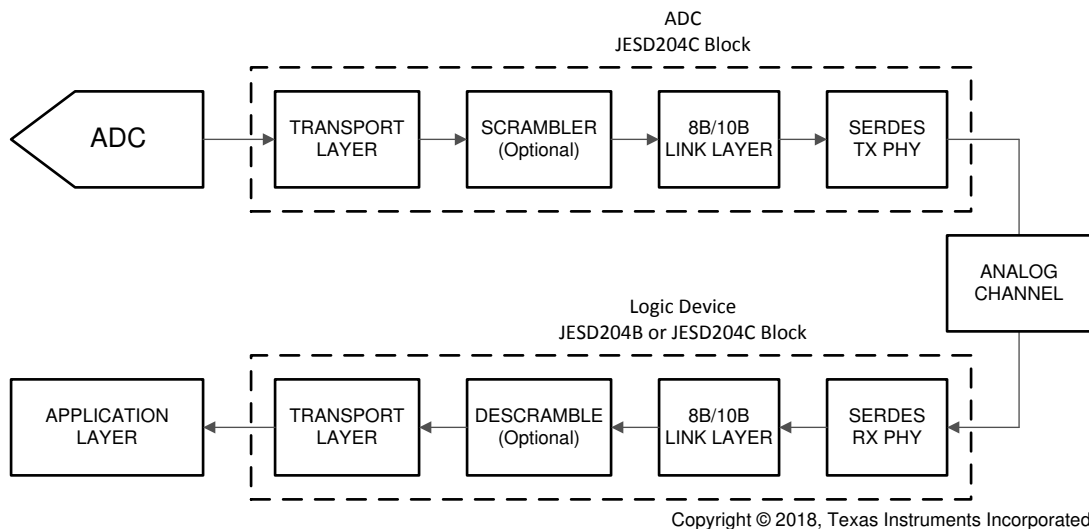 ADC
JESD204C Block
ADC
TRANSPORT
LAYER
SCRAMBLER
(Optional)
8B/10B
LINK LAYER
SERDES
TX PHY
ANALOG
CHANNEL
Logic Device
JESD204B or JESD204C Block
APPLICATION
LAYER
TRANSPORT
LAYER
DESCRAMBLE
(Optional)
8B/10B
LINK LAYER
SERDES
RX PHY
Copyright © 2018, Texas Instruments Incorporated